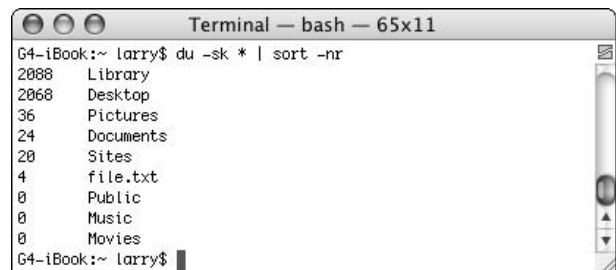 Terminal — bash — 65x11
G4-iBook:~ larry$ du -sk * | sort -nr
2088 Library
2068 Desktop
36 Pictures
24 Documents
20 Sites
4 file.txt
0 Public
0 Music
0 Movies
G4-iBook:~ larry$